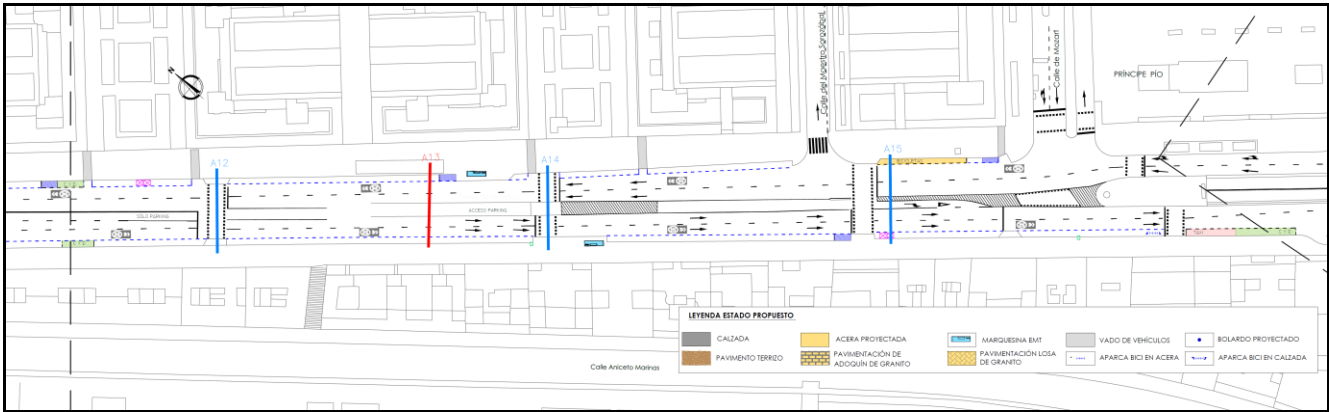 Calle del Maestro Sorozábal
Calle de Mozart
PRÍNCIPE PÍO
N
A12
A13
A14
A15
SÓLO PARKING
ACCESO PARKING
LEYENDA ESTADO PROPUESTO
CALZADA
ACERA PROYECTADA
MARQUESINA EMT
VADO DE VEHÍCULOS
BOLARDO PROYECTADO
PAVIMENTO TERRIZO
PAVIMENTACIÓN DE
ADOQUÍN DE GRANITO
PAVIMENTACIÓN LOSA
DE GRANITO
APARCA BICI EN ACERA
APARCA BICI EN CALZADA
Calle Aniceto Marinas